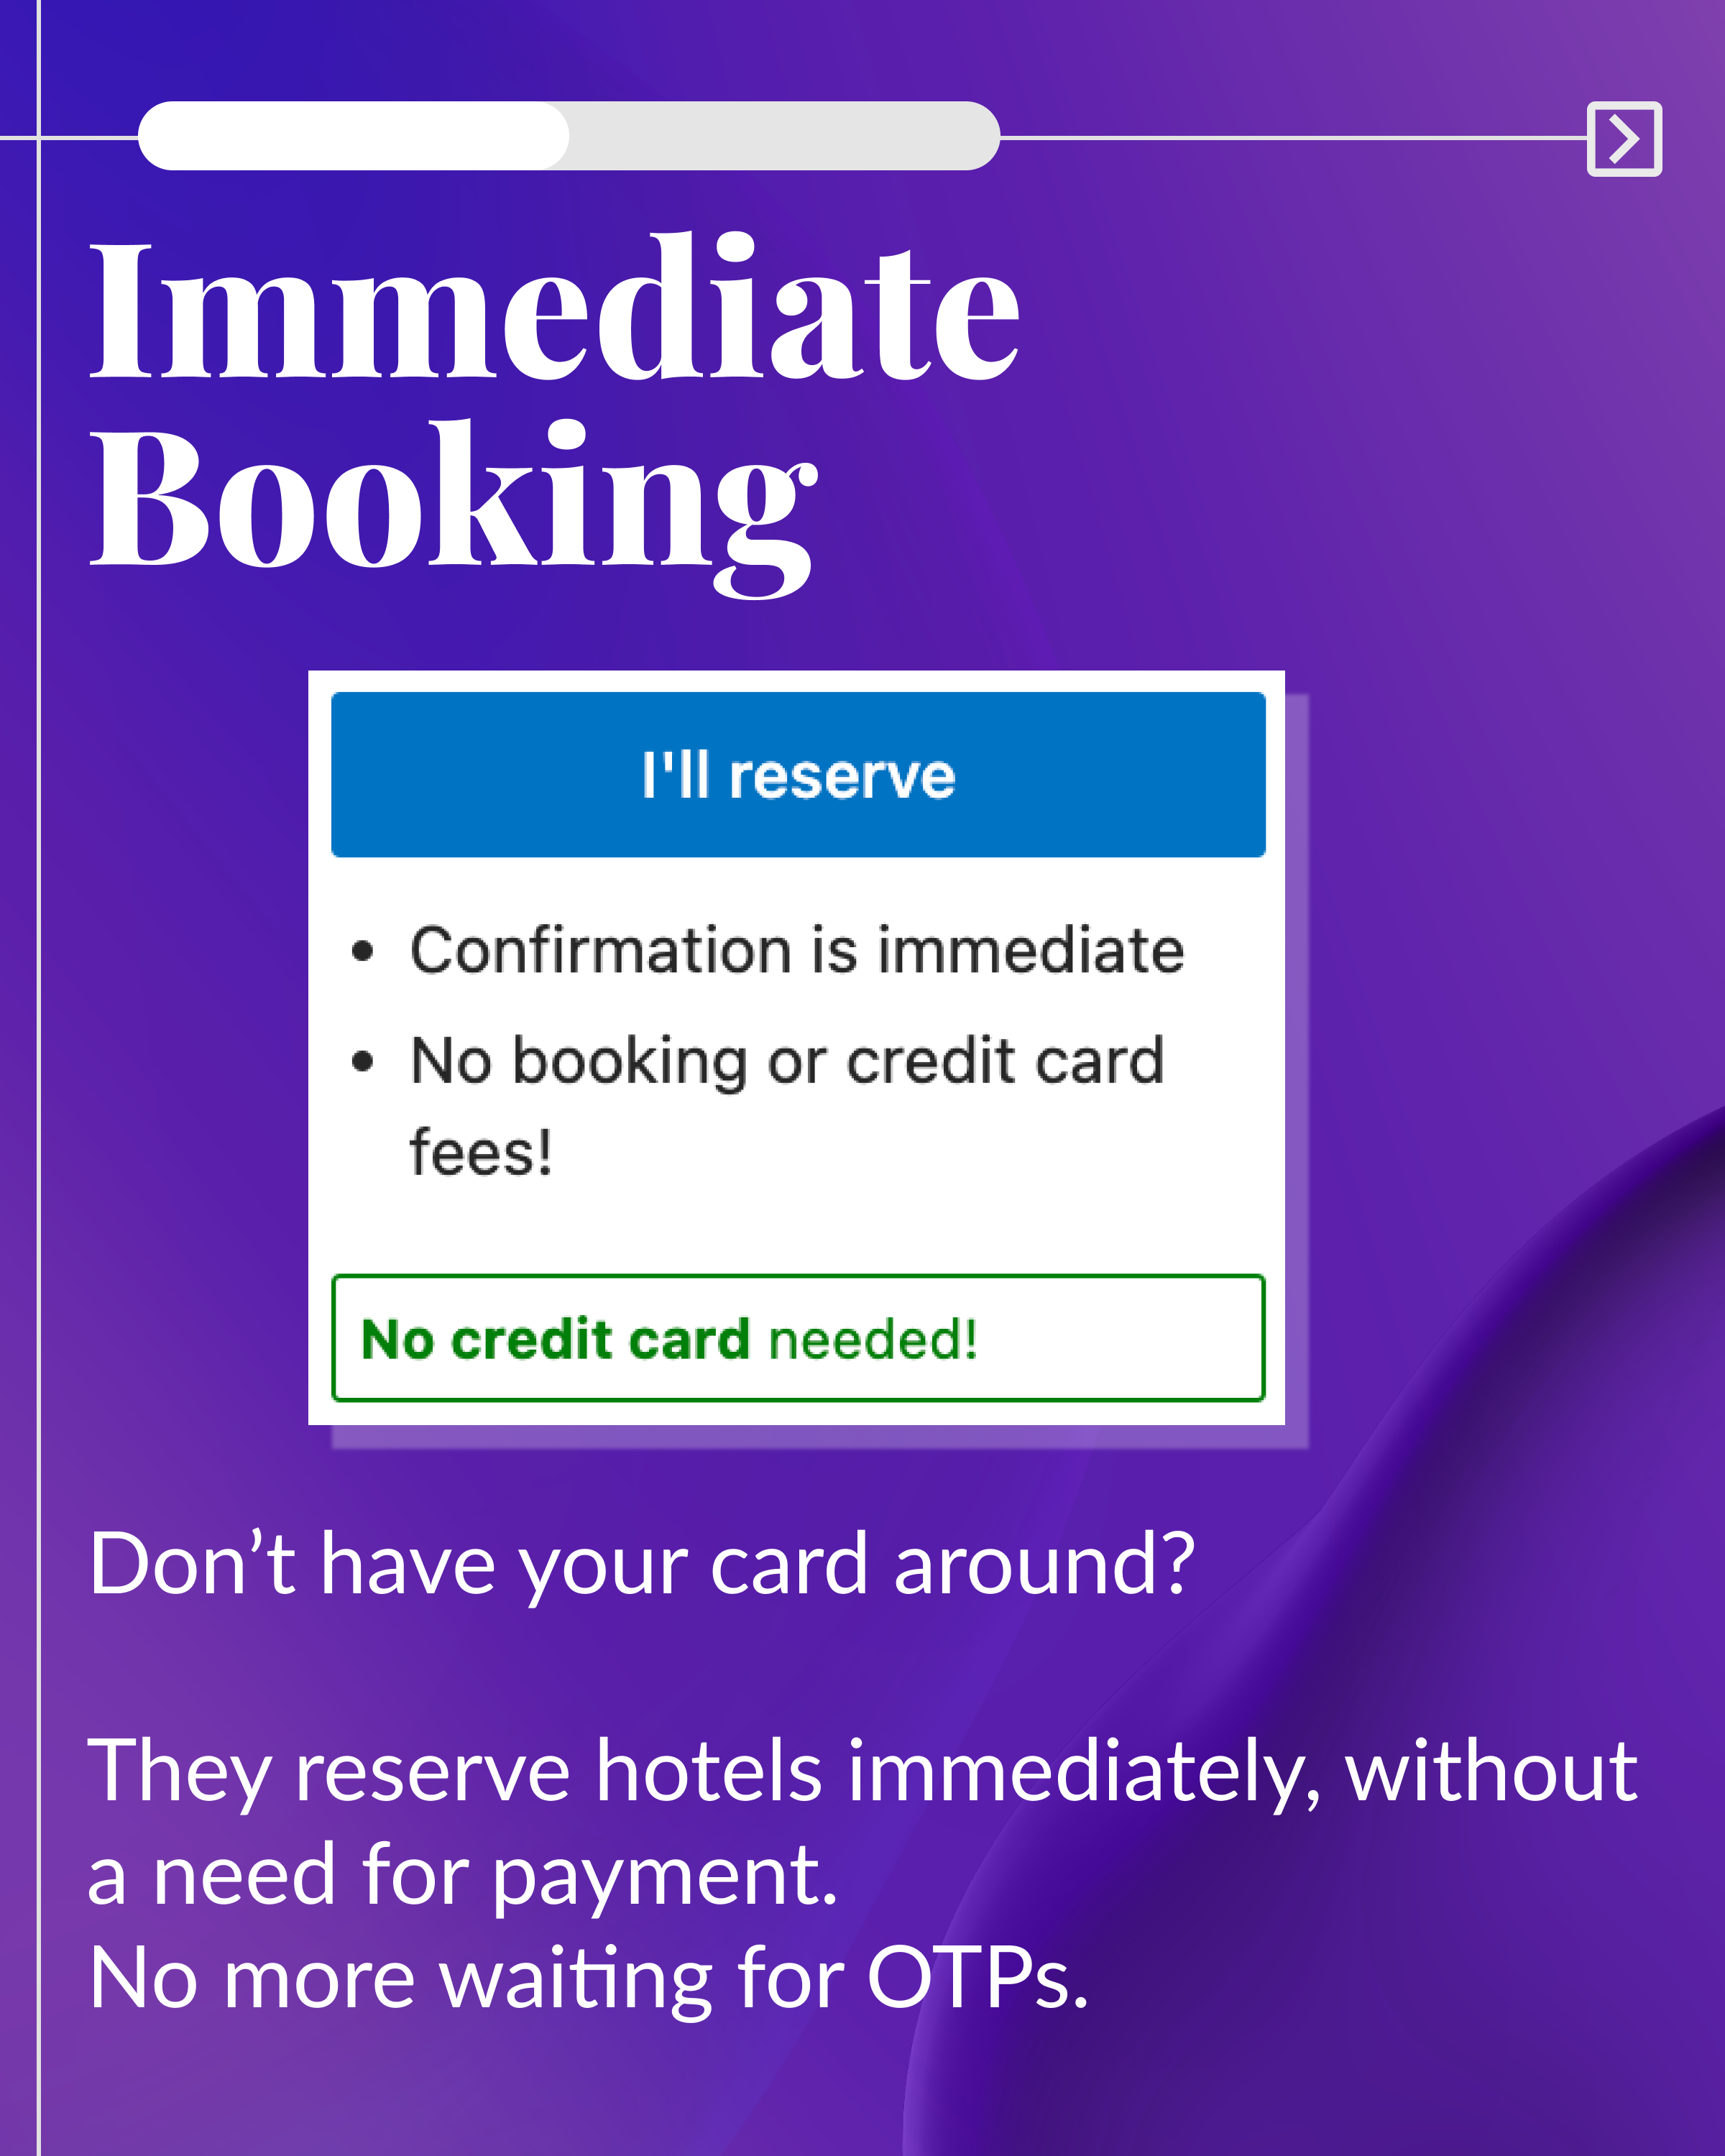 Immediate
Booking
I'll reserve
• Confirmation is immediate
• No booking or credit card
fees!
No credit card needed!
Don’t have your card around?
They reserve hotels immediately, without
a need for payment.
No more waiting for OTPs.